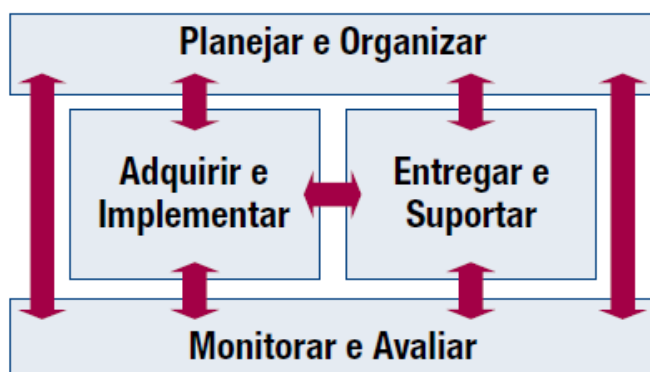 Planejar e Organizar
Adquirir e
Implementar
Entregar e
Suportar
Monitorar e Avaliar